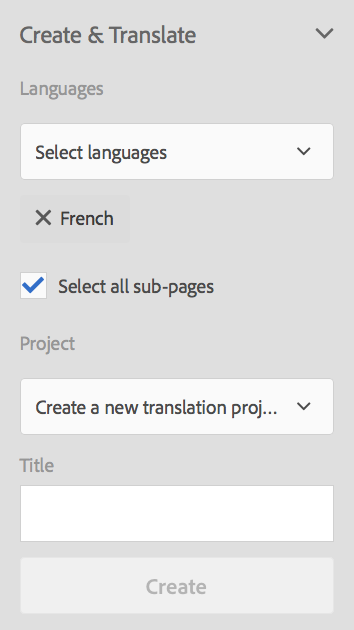 Create & Translate
Languages
Select languages
French
Select all sub-pages
Project
Create a new translation proj...
Title
Create